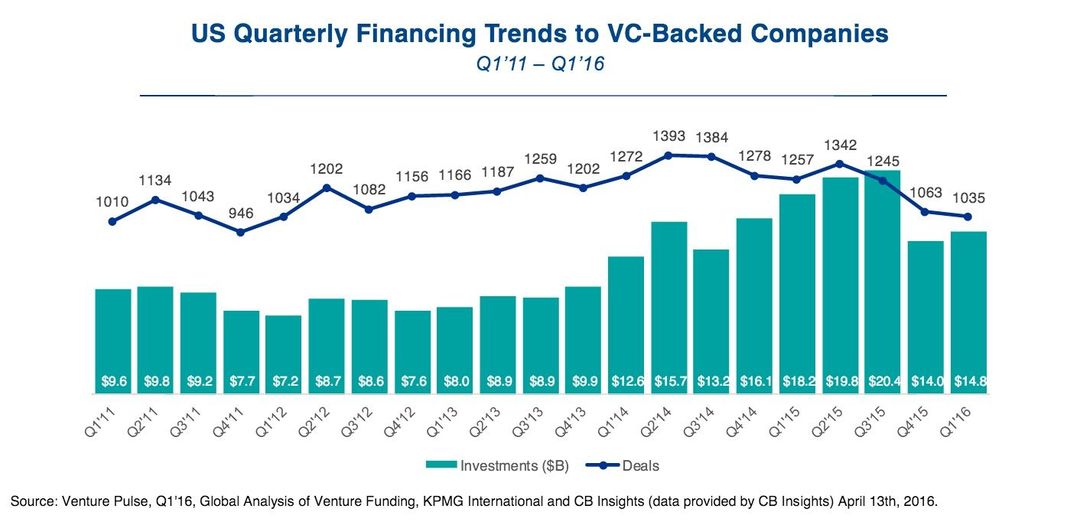 US Quarterly Financing Trends to VC-Backed Companies
Q1’11 – Q1’16
1010 1134 1043 946 1034 1202 1082 1156 1166 1187 1259 1202 1272 1393 1384 1278 1257 1342 1245 1063 1035
$9.6 $9.8 $9.2 $7.7 $7.2 $8.7 $8.6 $7.6 $8.0 $8.9 $8.9 $9.9 $12.6 $15.7 $13.2 $16.1 $18.2 $19.8 $20.4 $14.0 $14.8
Q1'11 Q2'11 Q3'11 Q4'11 Q1'12 Q2'12 Q3'12 Q4'12 Q1'13 Q2'13 Q3'13 Q4'13 Q1'14 Q2'14 Q3'14 Q4'14 Q1'15 Q2'15 Q3'15 Q4'15 Q1'16
Investments ($B) Deals
Source: Venture Pulse, Q1'16, Global Analysis of Venture Funding, KPMG International and CB Insights (data provided by CB Insights) April 13th, 2016.